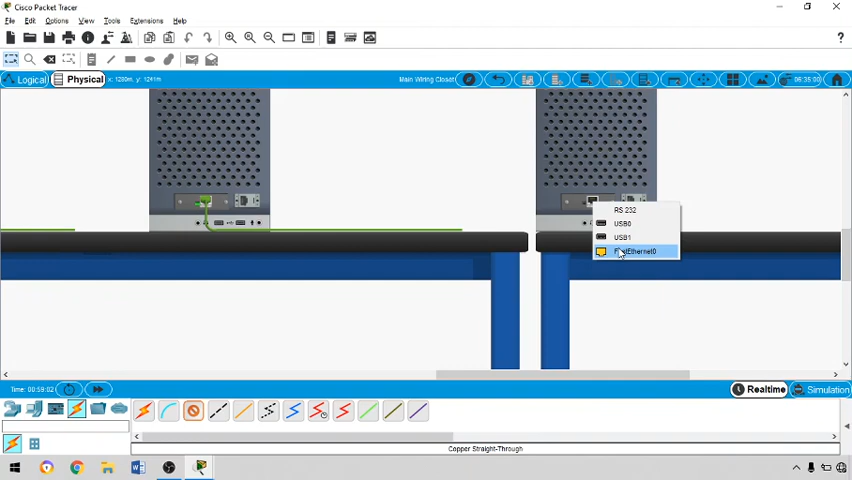 Cisco Packet Tracer
File Edit Options View Tools Extensions Help
?
Logical Physical x: 1280m, y: 1241m Main Wiring Closet 06:35:00
RS 232
USB0
USB1
FastEthernet0
Time: 00:59:02 Realtime Simulation
Copper Straight-Through